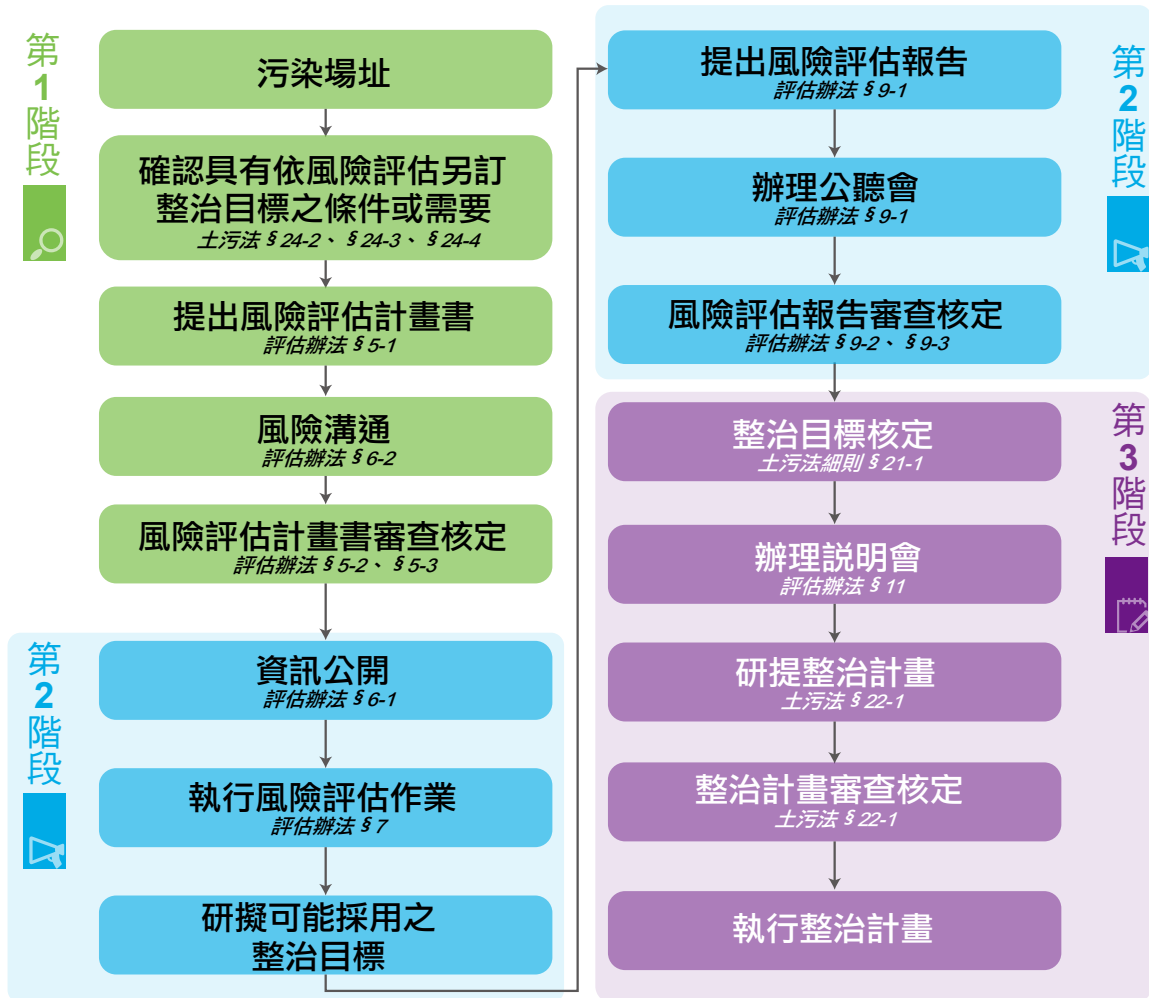 第1階段
污染場址
確認具有依風險評估另訂
整治目標之條件或需要
土污法 § 24-2、 § 24-3、 § 24-4
提出風險評估計畫書
評估辦法 § 5-1
風險溝通
評估辦法 § 6-2
風險評估計畫書審查核定
評估辦法 § 5-2、 § 5-3
第2階段
資訊公開
評估辦法 § 6-1
執行風險評估作業
評估辦法 § 7
研擬可能採用之
整治目標
第2階段
提出風險評估報告
評估辦法 § 9-1
辦理公聽會
評估辦法 § 9-1
風險評估報告審查核定
評估辦法 § 9-2、 § 9-3
第3階段
整治目標核定
土污法細則 § 21-1
辦理説明會
評估辦法 § 11
研提整治計畫
土污法 § 22-1
整治計畫審查核定
土污法 § 22-1
執行整治計畫